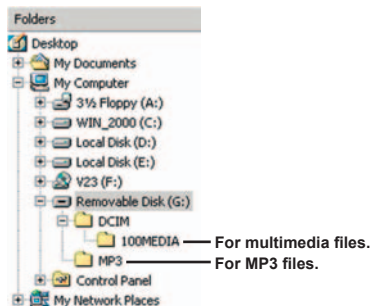 Folders
Desktop
My Documents
My Computer
3½ Floppy (A:)
WIN_2000 (C:)
Local Disk (D:)
Local Disk (E:)
V23 (F:)
Removable Disk (G:)
DCIM
100MEDIA For multimedia files.
MP3 For MP3 files.
Control Panel
My Network Places